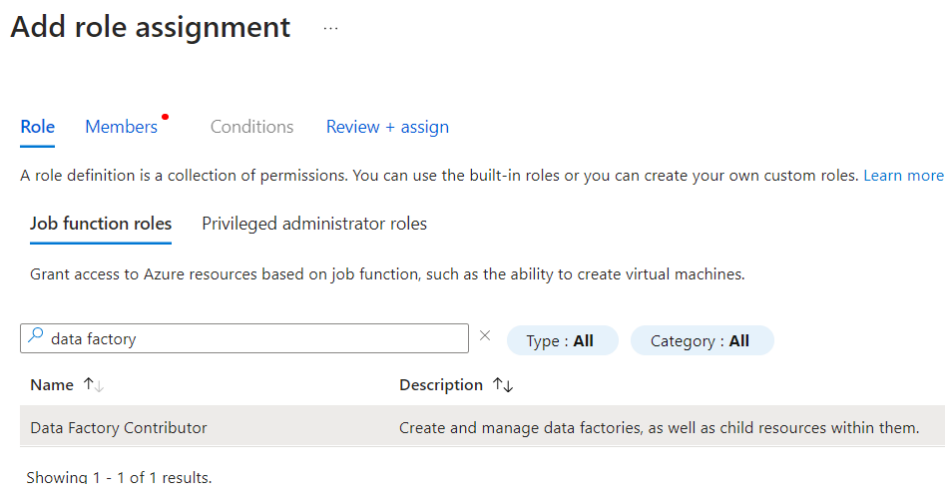 Add role assignment ...
Role Members Conditions Review + assign
A role definition is a collection of permissions. You can use the built-in roles or you can create your own custom roles. Learn more
Job function roles Privileged administrator roles
Grant access to Azure resources based on job function, such as the ability to create virtual machines.
data factory × Type : All Category : All
Name ↑↓ Description ↑↓
Data Factory Contributor Create and manage data factories, as well as child resources within them.
Showing 1 - 1 of 1 results.